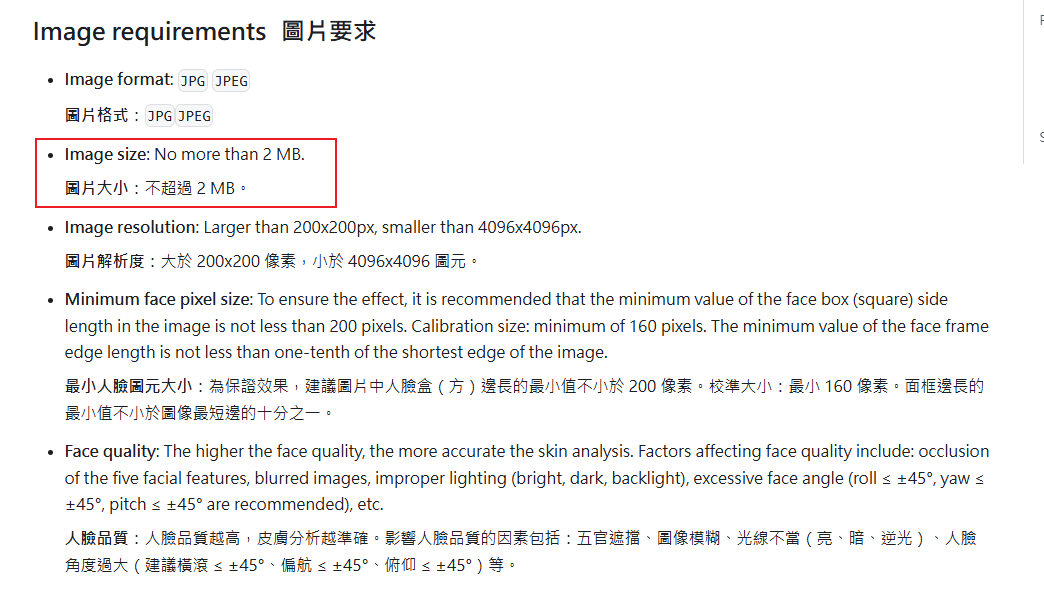 Image requirements 圖片要求
Image format: JPG JPEG
圖片格式：JPG JPEG
Image size: No more than 2 MB.
圖片大小：不超過 2 MB。
Image resolution: Larger than 200x200px, smaller than 4096x4096px.
圖片解析度：大於 200x200 像素，小於 4096x4096 圖元。
Minimum face pixel size: To ensure the effect, it is recommended that the minimum value of the face box (square) side
length in the image is not less than 200 pixels. Calibration size: minimum of 160 pixels. The minimum value of the face frame
edge length is not less than one-tenth of the shortest edge of the image.
最小人臉圖元大小：為保證效果，建議圖片中人臉盒（方）邊長的最小值不小於 200 像素。校準大小：最小 160 像素。面框邊長的
最小值不小於圖像最短邊的十分之一。
Face quality: The higher the face quality, the more accurate the skin analysis. Factors affecting face quality include: occlusion
of the five facial features, blurred images, improper lighting (bright, dark, backlight), excessive face angle (roll ≤ ±45°, yaw ≤
±45°, pitch ≤ ±45° are recommended), etc.
人臉品質：人臉品質越高，皮膚分析越準確。影響人臉品質的因素包括：五官遮擋、圖像模糊、光線不當（亮、暗、逆光）、人臉
角度過大（建議橫滾 ≤ ±45°、偏航 ≤ ±45°、俯仰 ≤ ±45°）等。